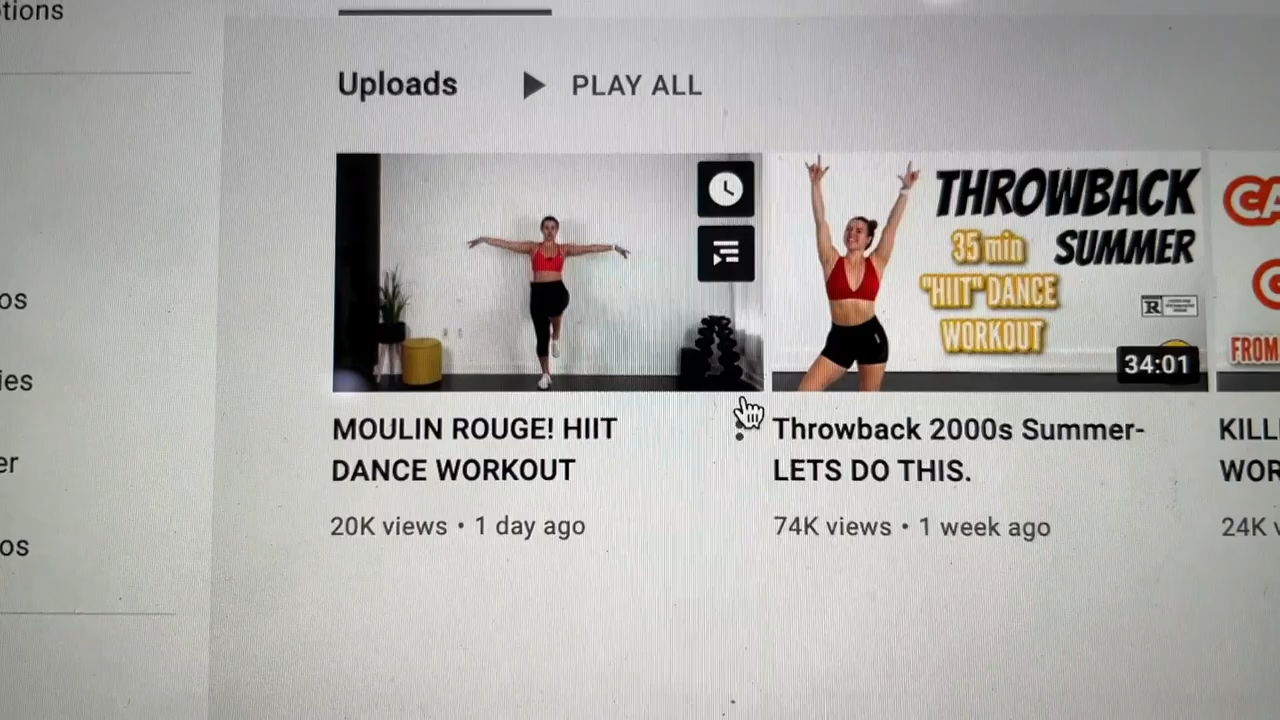 tions
Uploads
PLAY ALL
THROWBACK
SUMMER
35 min
"HIIT" DANCE
WORKOUT
R
34:01
CA
FROM
MOULIN ROUGE! HIIT
DANCE WORKOUT
20K views • 1 day ago
Throwback 2000s Summer-
LETS DO THIS.
74K views • 1 week ago
KILL
WOR
24K v
os
ies
er
os